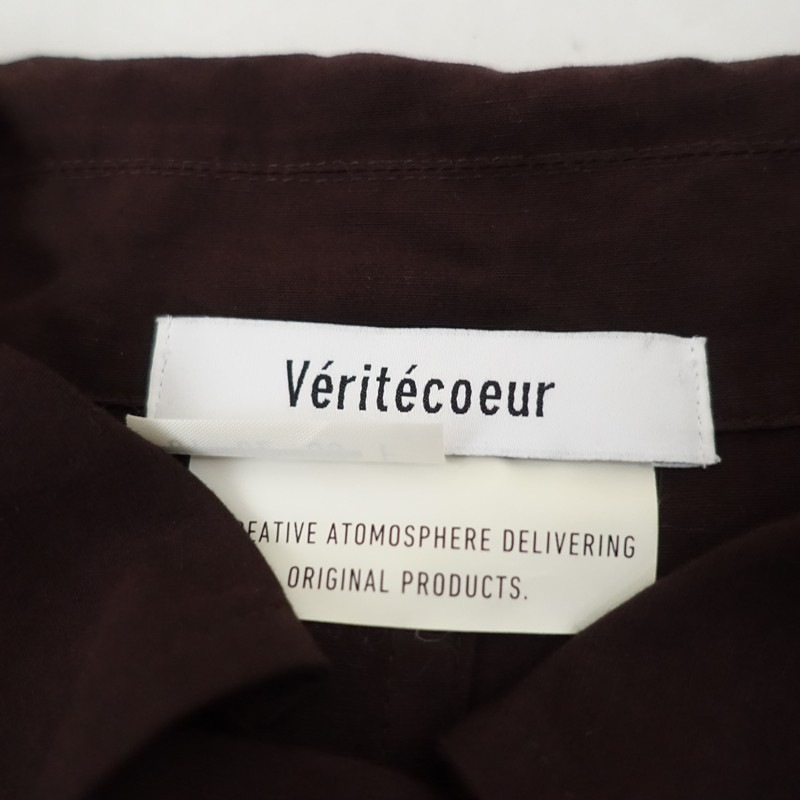 Véritécoeur
EATIVE ATOMOSPHERE DELIVERING
ORIGINAL PRODUCTS.